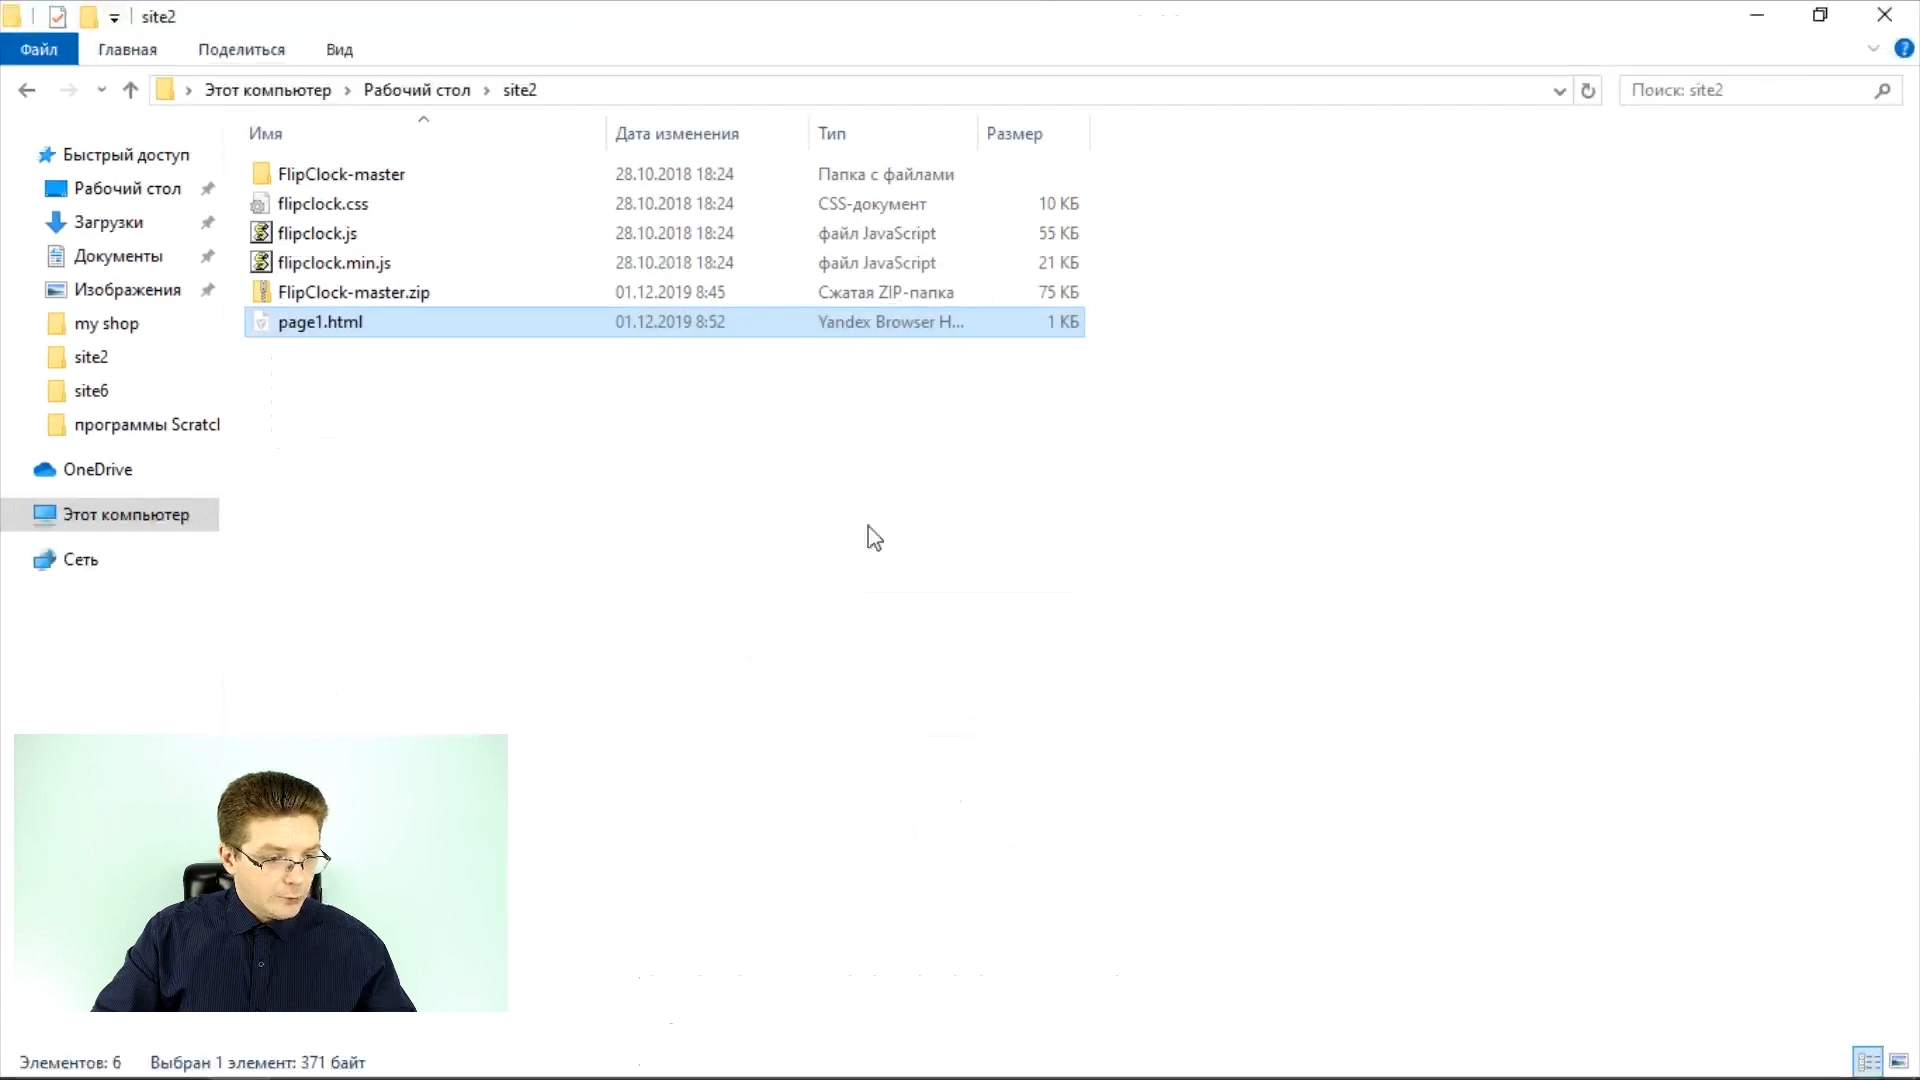 site2
Файл Главная Поделиться Вид
Этот компьютер › Рабочий стол › site2 Поиск: site2
Имя Дата изменения Тип Размер
Быстрый доступ
Рабочий стол
Загрузки
Документы
Изображения
my shop
site2
site6
программы Scratcl
OneDrive
Этот компьютер
Сеть
FlipClock-master 28.10.2018 18:24 Папка с файлами
flipclock.css 28.10.2018 18:24 CSS-документ 10 КБ
flipclock.js 28.10.2018 18:24 файл JavaScript 55 КБ
flipclock.min.js 28.10.2018 18:24 файл JavaScript 21 КБ
FlipClock-master.zip 01.12.2019 8:45 Сжатая ZIP-папка 75 КБ
page1.html 01.12.2019 8:52 Yandex Browser H... 1 КБ
Элементов: 6 Выбран 1 элемент: 371 байт